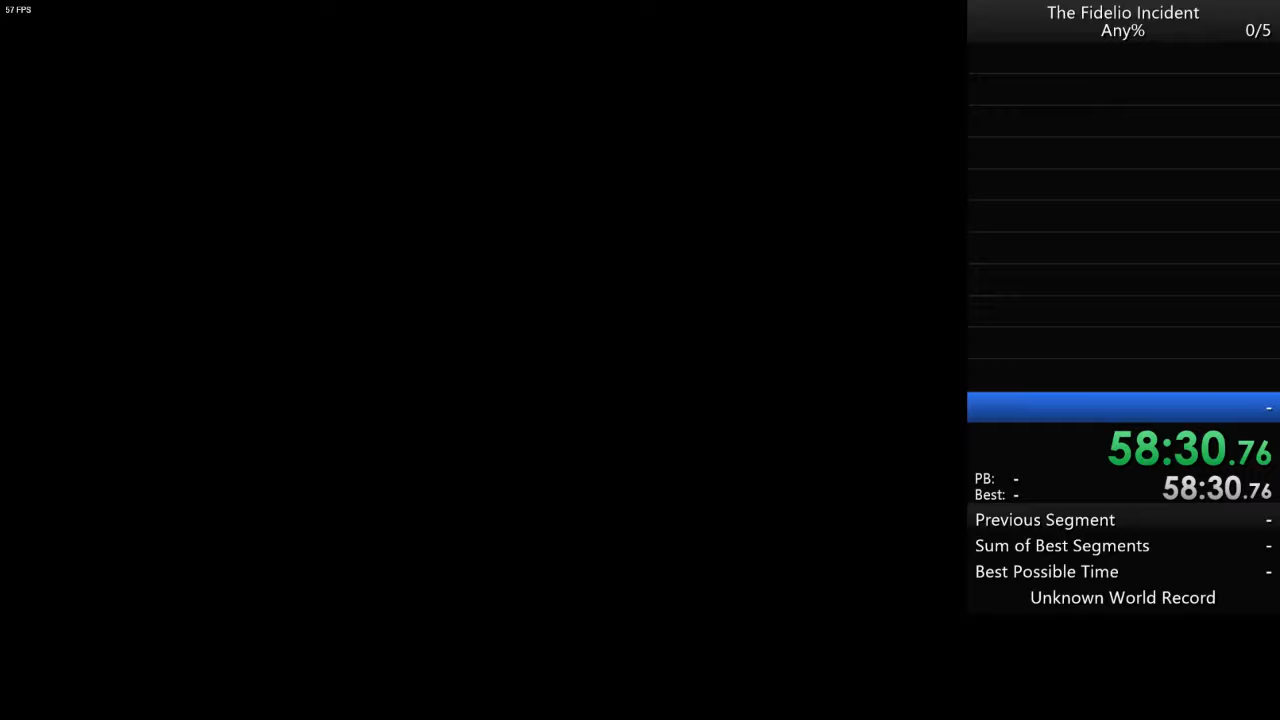 57 FPS
The Fidelio Incident
Any% 0/5
-
58:30.76
PB: -
58:30.76
Best: -
Previous Segment -
Sum of Best Segments -
Best Possible Time -
Unknown World Record